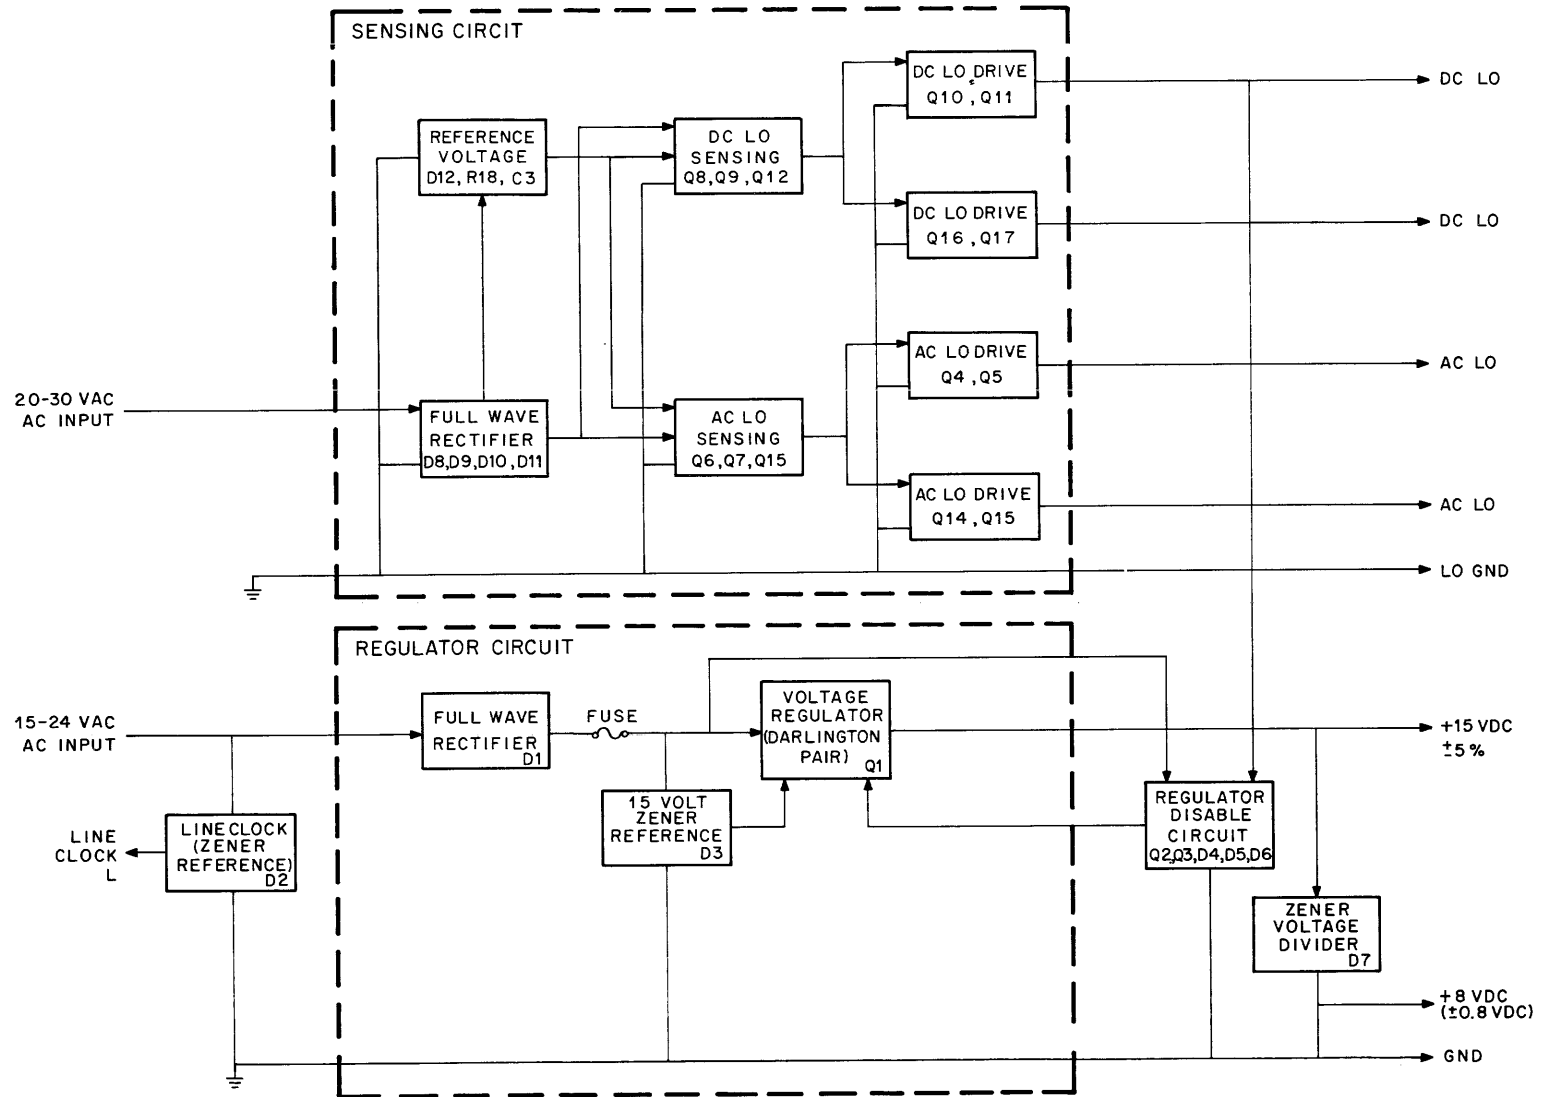 SENSING CIRCIT
REFERENCE
VOLTAGE
D12, R18, C3
DC LO
SENSING
Q8,Q9,Q12
DC LO DRIVE
Q10, Q11
DC LO
DC LO DRIVE
Q16, Q17
DC LO
20-30 VAC
AC INPUT
FULL WAVE
RECTIFIER
D8,D9,D10,D11
AC LO
SENSING
Q6,Q7,Q15
AC LO DRIVE
Q4, Q5
AC LO
AC LO DRIVE
Q14, Q15
AC LO
LO GND
REGULATOR CIRCUIT
15-24 VAC
AC INPUT
FULL WAVE
RECTIFIER
D1
FUSE
VOLTAGE
REGULATOR
(DARLINGTON
PAIR)
Q1
+15 VDC
±5%
15 VOLT
ZENER
REFERENCE
D3
REGULATOR
DISABLE
CIRCUIT
Q2,Q3,D4,D5,D6
LINE
CLOCK
L
LINE CLOCK
(ZENER
REFERENCE)
D2
ZENER
VOLTAGE
DIVIDER
D7
+8 VDC
(±0.8 VDC)
GND